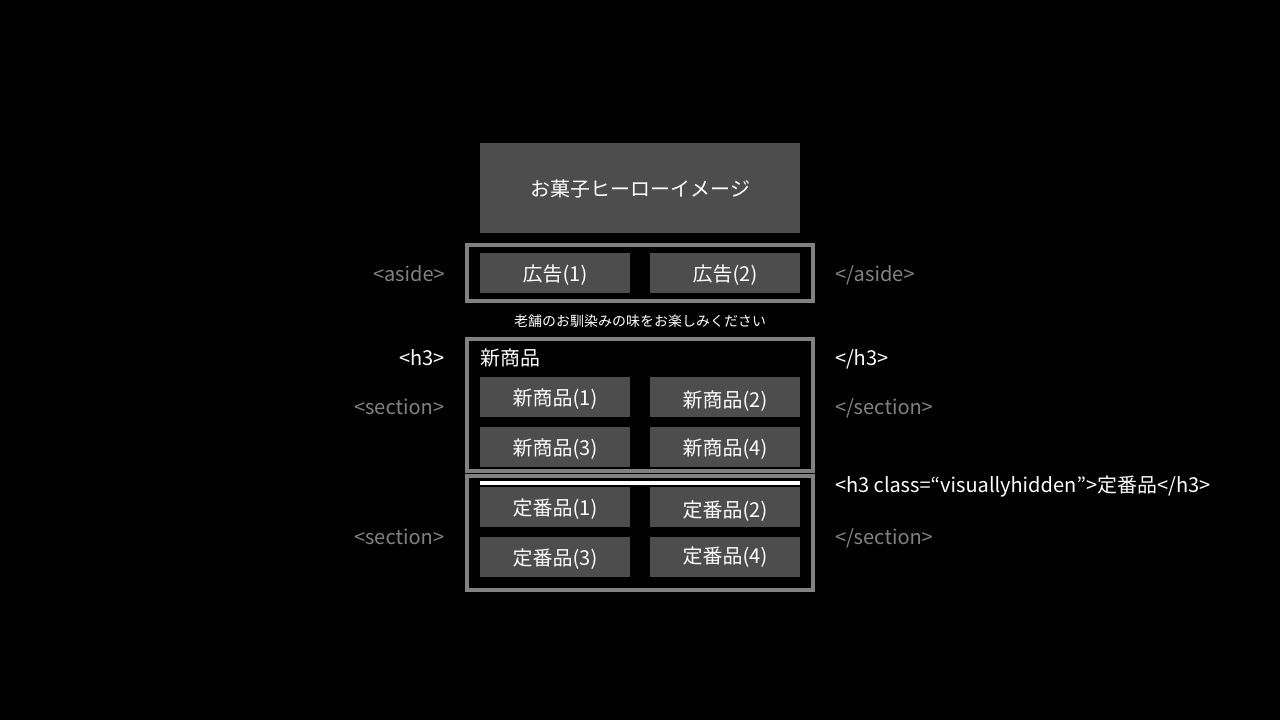 お菓子ヒーローイメージ
<aside> 広告(1) 広告(2) </aside>
老舗のお馴染みの味をお楽しみください
<h3> 新商品 </h3>
新商品(1) 新商品(2)
<section> </section>
新商品(3) 新商品(4)
<h3 class=“visuallyhidden”>定番品</h3>
定番品(1) 定番品(2)
<section> </section>
定番品(3) 定番品(4)